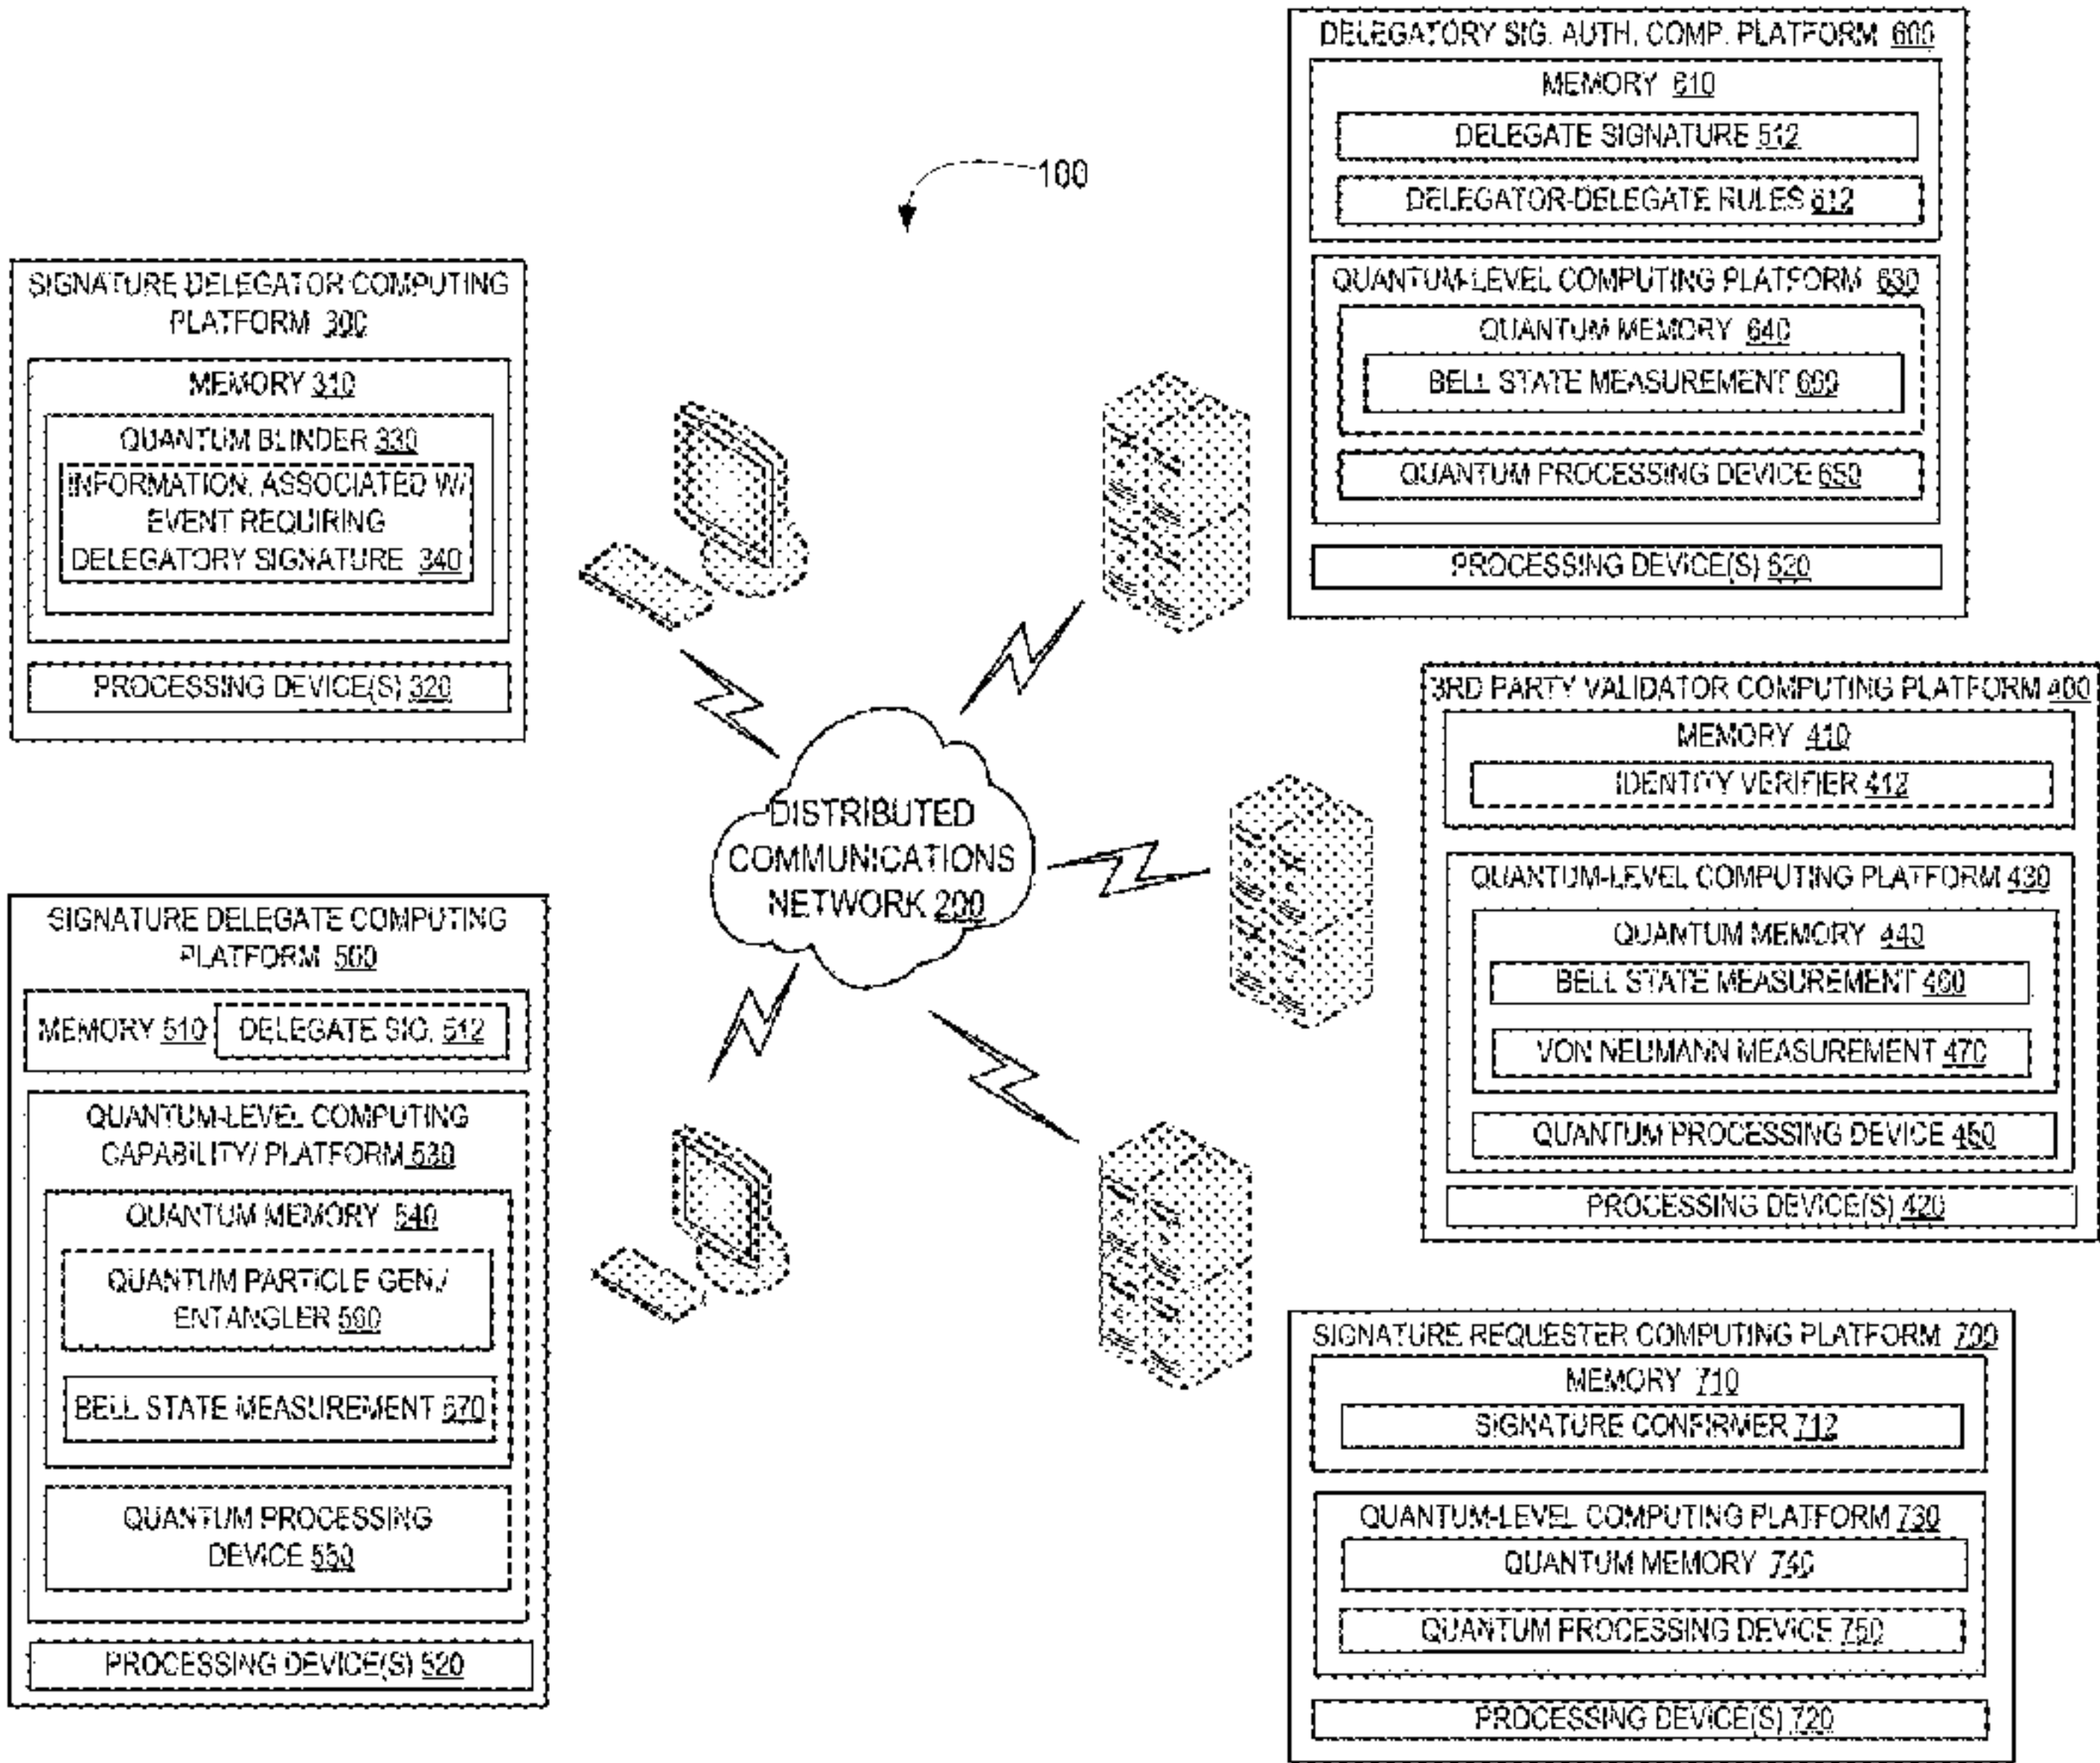 100
SIGNATURE DELEGATOR COMPUTING
PLATFORM 300
MEMORY 310
QUANTUM BLINDER 330
INFORMATION, ASSOCIATED W/
EVENT REQUIRING
DELEGATORY SIGNATURE 340
PROCESSING DEVICE(S) 320
SIGNATURE DELEGATE COMPUTING
PLATFORM 500
MEMORY 510
DELEGATE SIG. 512
QUANTUM-LEVEL COMPUTING
CAPABILITY/ PLATFORM 530
QUANTUM MEMORY 540
QUANTUM PARTICLE GEN./
ENTANGLER 560
BELL STATE MEASUREMENT 570
QUANTUM PROCESSING
DEVICE 550
PROCESSING DEVICE(S) 520
DISTRIBUTED
COMMUNICATIONS
NETWORK 200
DELEGATORY SIG. AUTH. COMP. PLATFORM 600
MEMORY 610
DELEGATE SIGNATURE 512
DELEGATOR-DELEGATE RULES 612
QUANTUM-LEVEL COMPUTING PLATFORM 630
QUANTUM MEMORY 640
BELL STATE MEASUREMENT 660
QUANTUM PROCESSING DEVICE 650
PROCESSING DEVICE(S) 620
3RD PARTY VALIDATOR COMPUTING PLATFORM 400
MEMORY 410
IDENTITY VERIFIER 412
QUANTUM-LEVEL COMPUTING PLATFORM 430
QUANTUM MEMORY 440
BELL STATE MEASUREMENT 460
VON NEUMANN MEASUREMENT 470
QUANTUM PROCESSING DEVICE 450
PROCESSING DEVICE(S) 420
SIGNATURE REQUESTER COMPUTING PLATFORM 700
MEMORY 710
SIGNATURE CONFIRMER 712
QUANTUM-LEVEL COMPUTING PLATFORM 730
QUANTUM MEMORY 740
QUANTUM PROCESSING DEVICE 750
PROCESSING DEVICE(S) 720